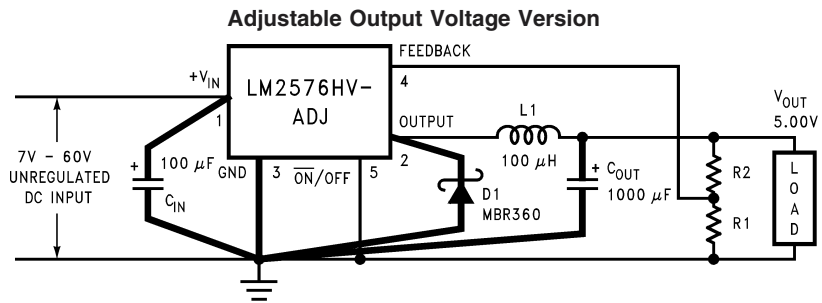 Adjustable Output Voltage Version
FEEDBACK
+VIN
LM2576HV-
ADJ
4
1
OUTPUT
L1
VOUT
5.00V
7V - 60V
UNREGULATED
DC INPUT
+
100 μF
CIN
GND
3
ON/OFF
5
2
100 μH
D1
MBR360
+
COUT
1000 μF
R2
R1
LOAD